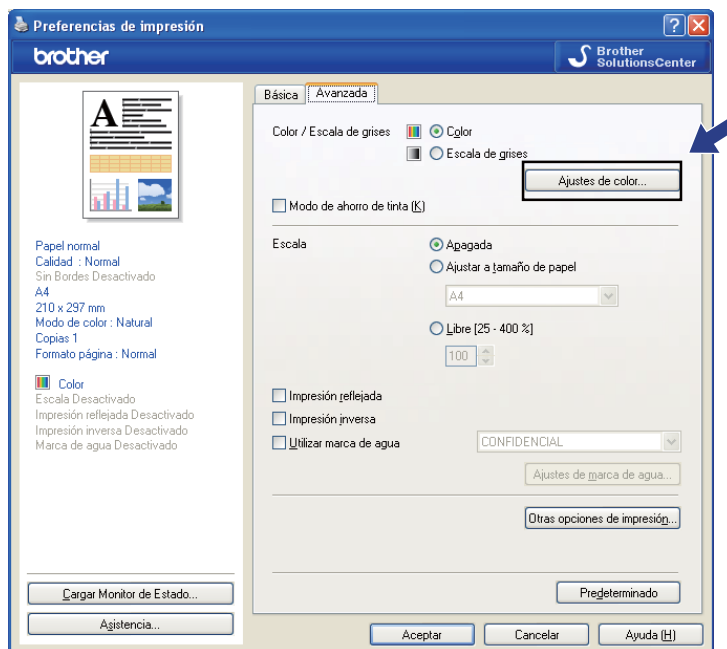 Preferencias de impresión
brother
Brother
SolutionsCenter
Básica
Avanzada
A
Papel normal
Calidad : Normal
Sin Bordes Desactivado
A4
210 x 297 mm
Modo de color : Natural
Copias 1
Formato página : Normal
Color
Escala Desactivado
Impresión reflejada Desactivado
Impresión inversa Desactivado
Marca de agua Desactivado
Cargar Monitor de Estado...
Asistencia...
Color / Escala de grises
Color
Escala de grises
Ajustes de color...
Modo de ahorro de tinta (K)
Escala
Apagada
Ajustar a tamaño de papel
A4
Libre [25 - 400 %]
100
Impresión reflejada
Impresión inversa
Utilizar marca de agua
CONFIDENCIAL
Ajustes de marca de agua...
Otras opciones de impresión...
Predeterminado
Aceptar
Cancelar
Ayuda (H)